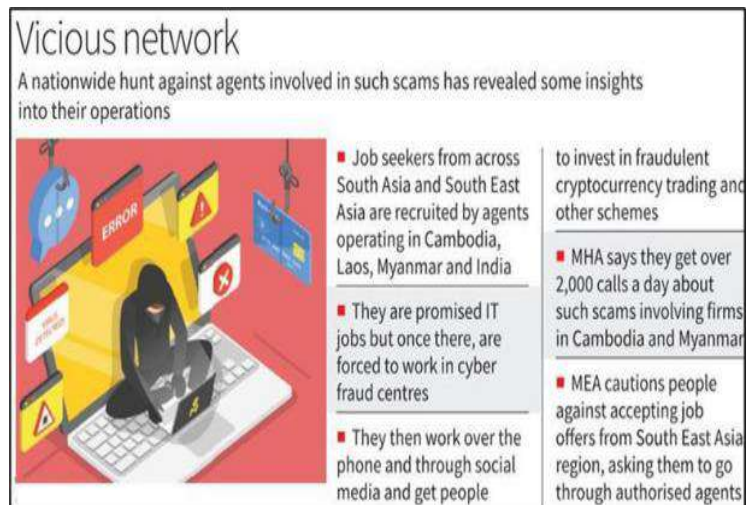 Vicious network
A nationwide hunt against agents involved in such scams has revealed some insights
into their operations
ERROR
VIRUS
DETECTED
■ Job seekers from across
South Asia and South East
Asia are recruited by agents
operating in Cambodia,
Laos, Myanmar and India
■ They are promised IT
jobs but once there, are
forced to work in cyber
fraud centres
■ They then work over the
phone and through social
media and get people
to invest in fraudulent
cryptocurrency trading and
other schemes
■ MHA says they get over
2,000 calls a day about
such scams involving firms
in Cambodia and Myanmar
■ MEA cautions people
against accepting job
offers from South East Asia
region, asking them to go
through authorised agents